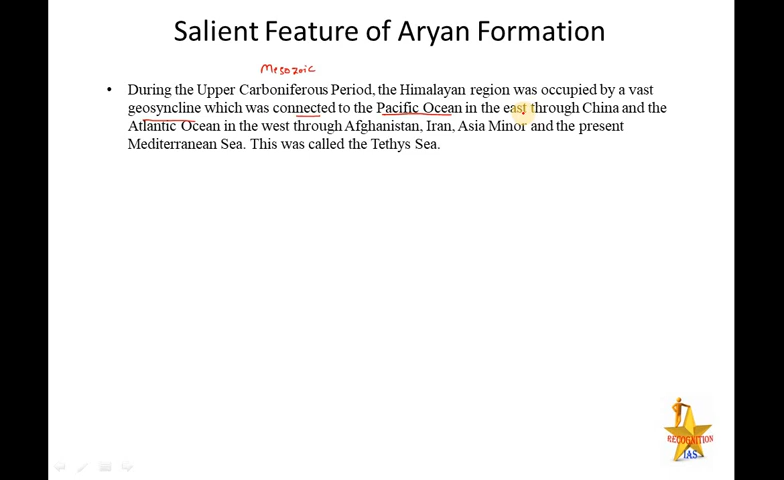 Salient Feature of Aryan Formation
Mesozoic
• During the Upper Carboniferous Period, the Himalayan region was occupied by a vast
geosyncline which was connected to the Pacific Ocean in the east through China and the
Atlantic Ocean in the west through Afghanistan, Iran, Asia Minor and the present
Mediterranean Sea. This was called the Tethys Sea.
RECOGNITION
IAS